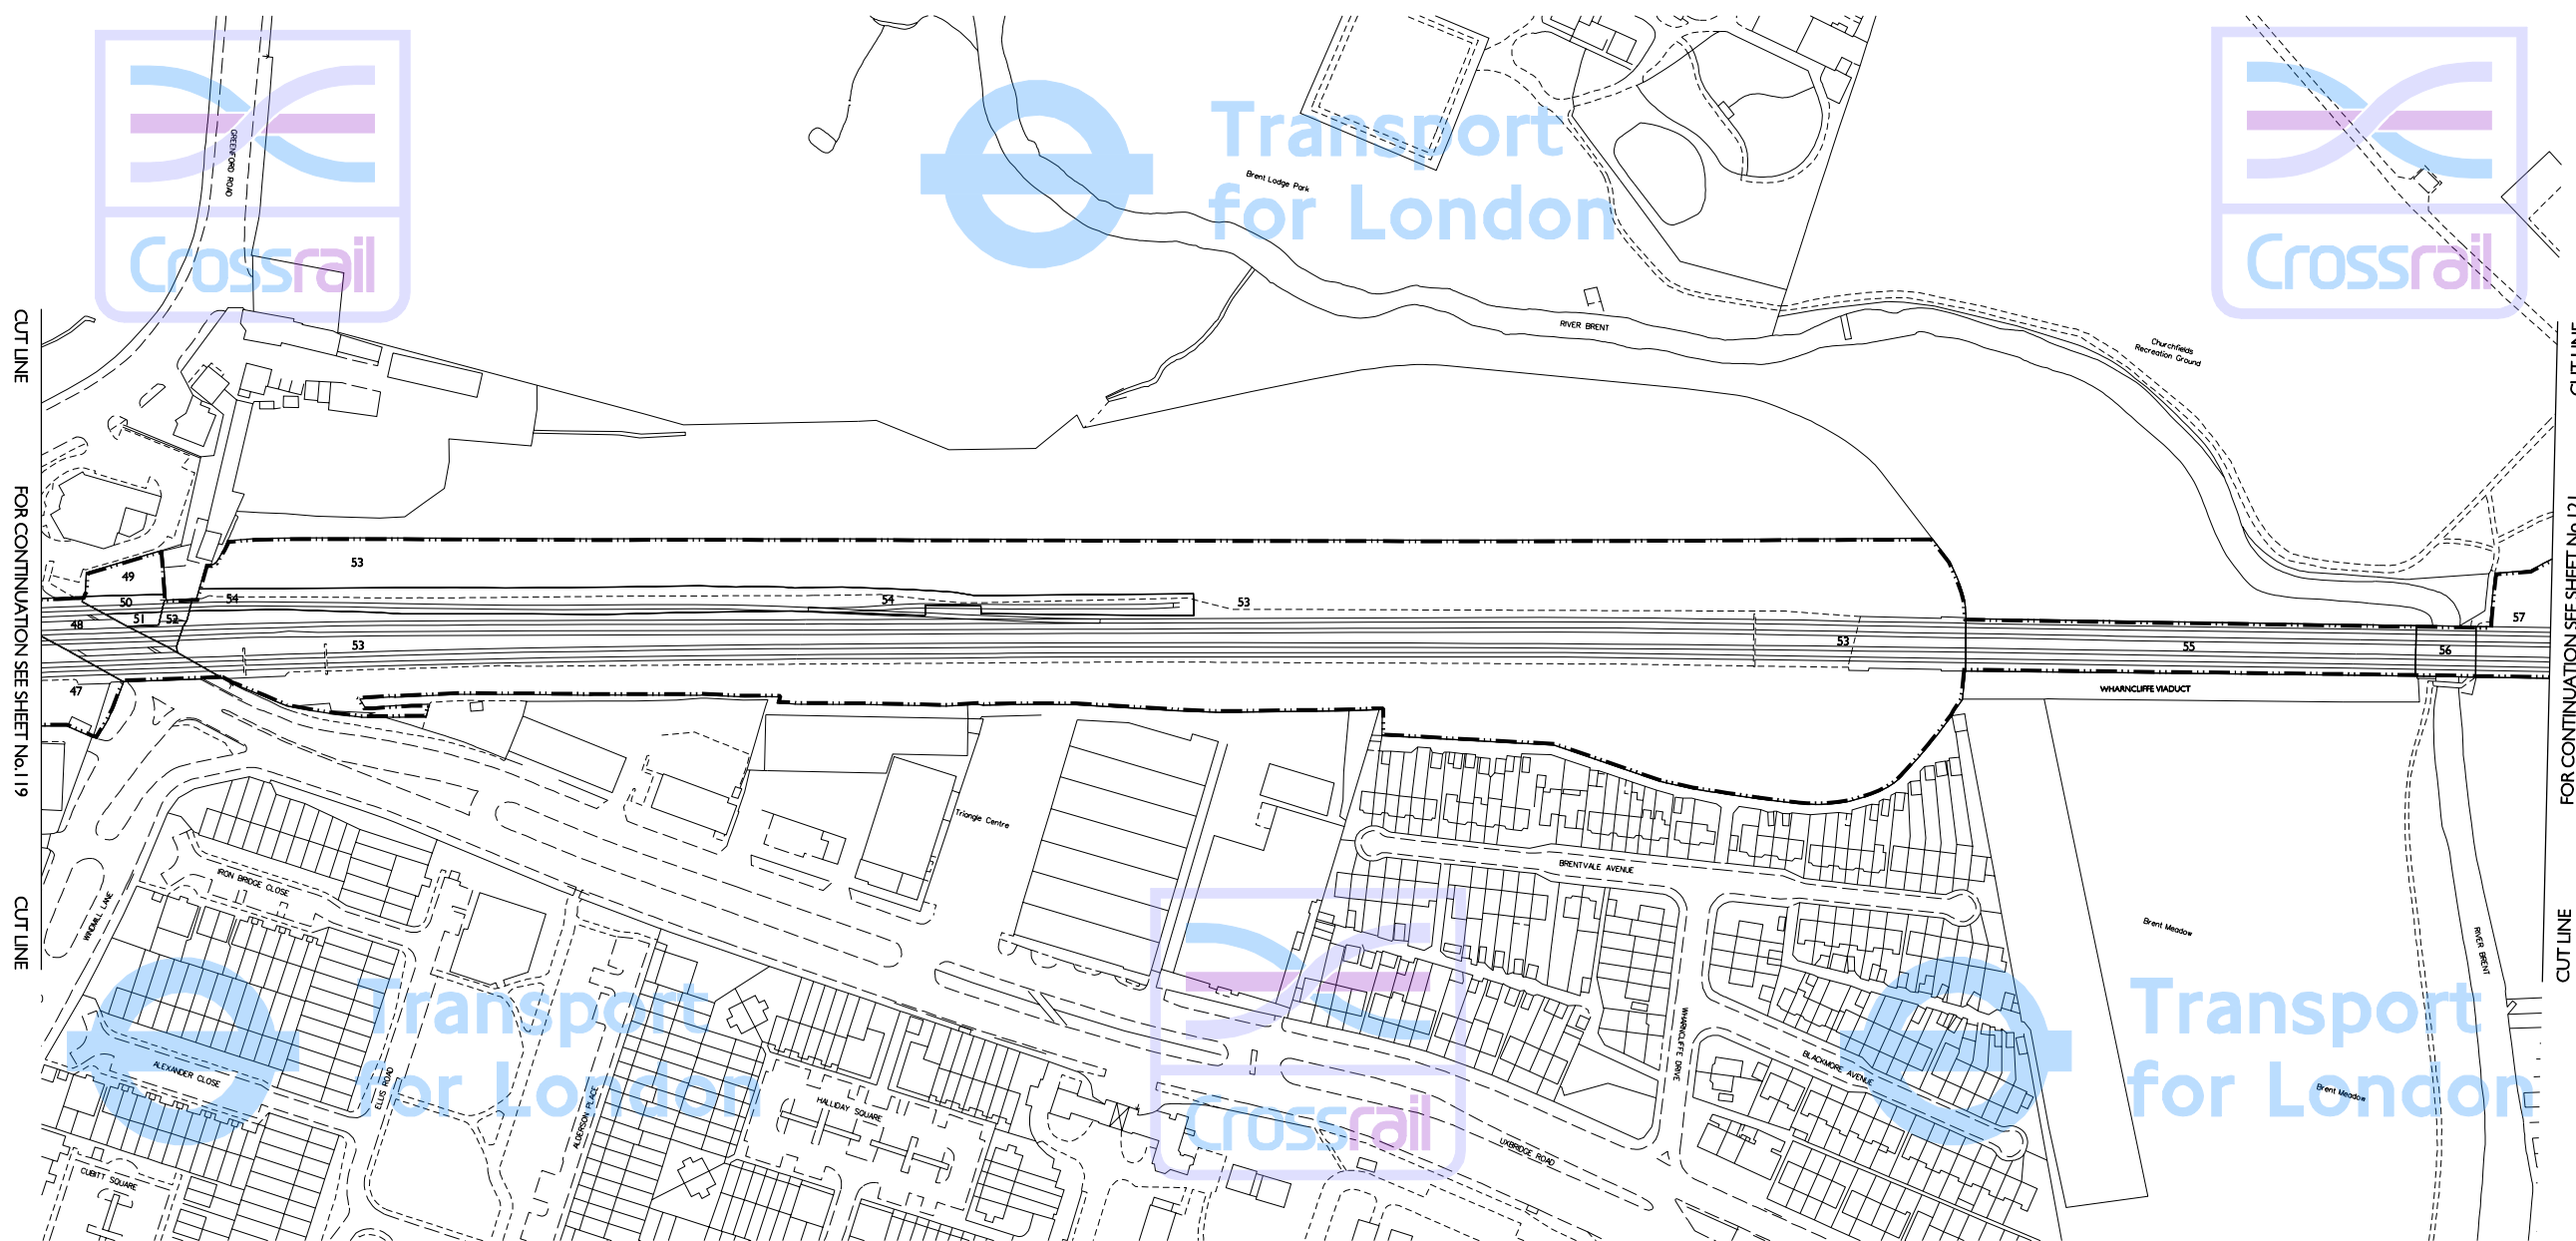 Crossrail
Transport
for London
Crossrail
GREENFORD ROAD
Brent Lodge Park
RIVER BRENT
Churchfields
Recreation Ground
CUT LINE
FOR CONTINUATION SEE SHEET No.119
CUT LINE
CUT LINE
FOR CONTINUATION SEE SHEET No.121
CUT LINE
49
50
51
52
48
47
53
54
54
53
53
53
55
56
57
WHARNCLIFFE VIADUCT
Triangle Centre
BRENTVALE AVENUE
IRON BRIDGE CLOSE
WINDMILL LANE
Brent Meadow
RIVER BRENT
Transport
for London
Crossrail
Transport
for London
ALEXANDER CLOSE
ELLIS ROAD
ALDERSON PLACE
HALLIDAY SQUARE
WHARNCLIFFE DRIVE
BLACKMORE AVENUE
Brent Meadow
UXBRIDGE ROAD
CUBITT SQUARE